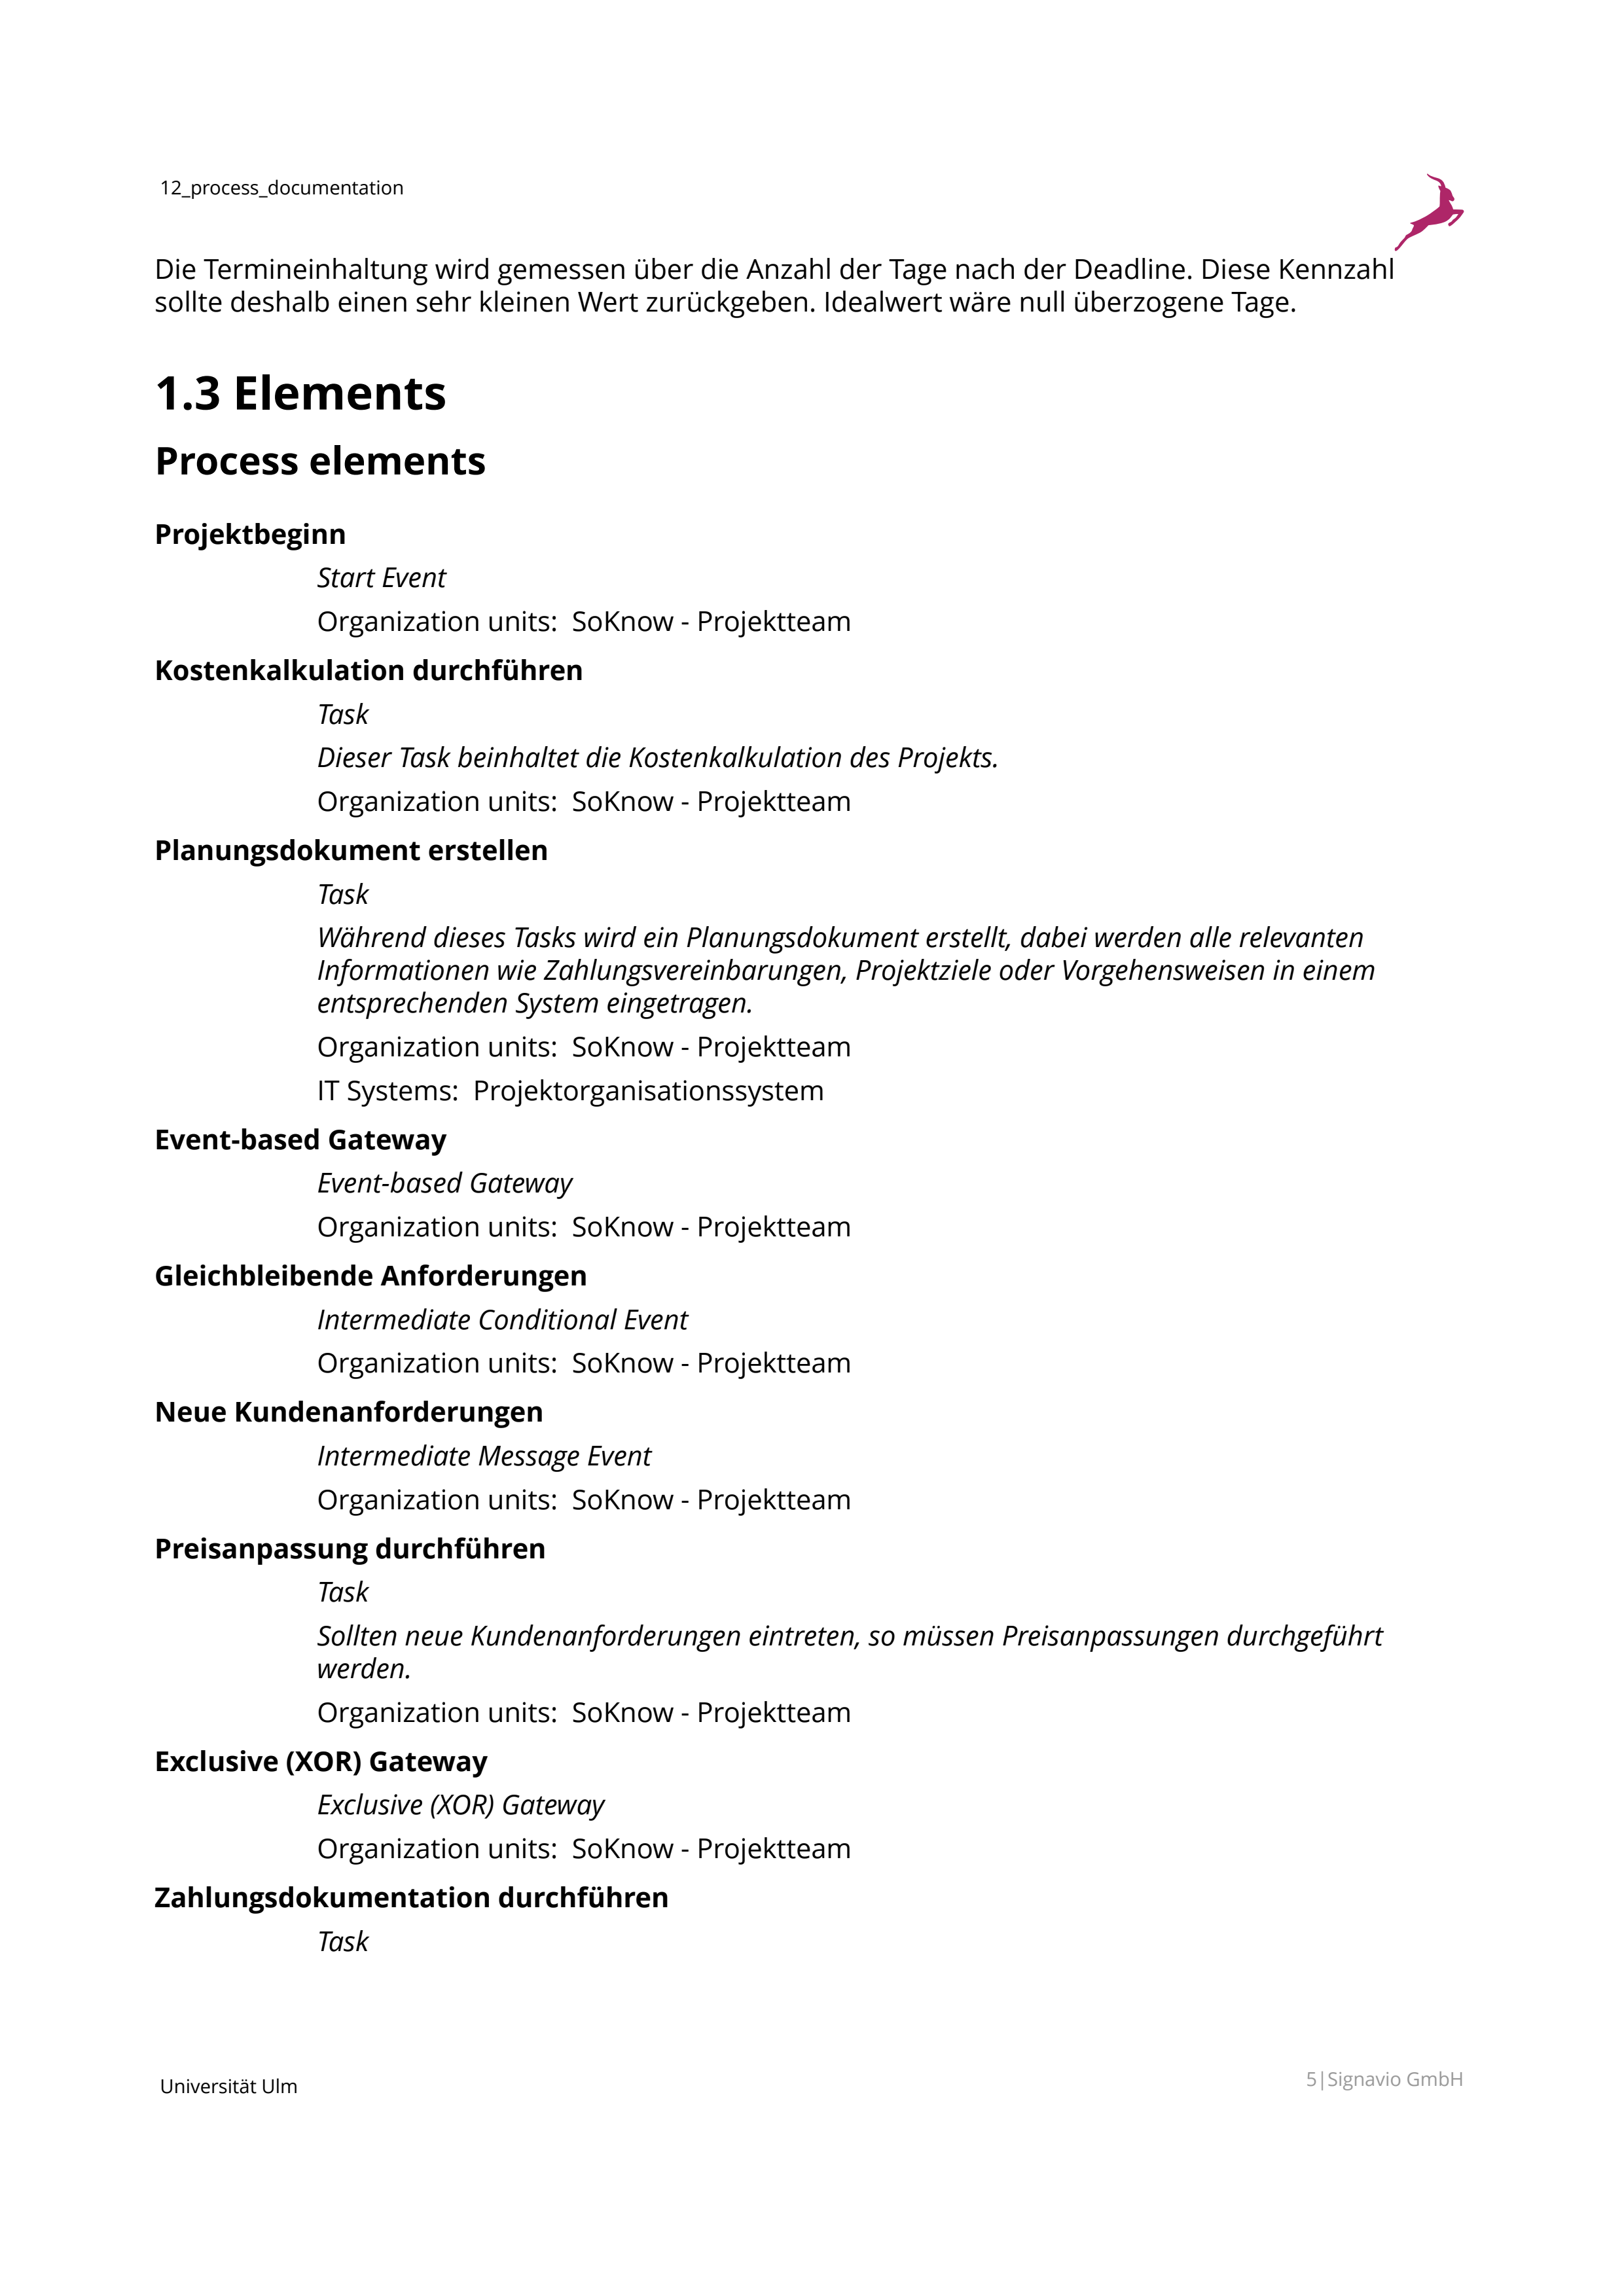 12_process_documentation
Die Termineinhaltung wird gemessen über die Anzahl der Tage nach der Deadline. Diese Kennzahl
sollte deshalb einen sehr kleinen Wert zurückgeben. Idealwert wäre null überzogene Tage.
1.3 Elements
Process elements
Projektbeginn
Start Event
Organization units:  SoKnow - Projektteam
Kostenkalkulation durchführen
Task
Dieser Task beinhaltet die Kostenkalkulation des Projekts.
Organization units:  SoKnow - Projektteam
Planungsdokument erstellen
Task
Während dieses Tasks wird ein Planungsdokument erstellt, dabei werden alle relevanten
Informationen wie Zahlungsvereinbarungen, Projektziele oder Vorgehensweisen in einem
entsprechenden System eingetragen.
Organization units:  SoKnow - Projektteam
IT Systems:  Projektorganisationssystem
Event-based Gateway
Event-based Gateway
Organization units:  SoKnow - Projektteam
Gleichbleibende Anforderungen
Intermediate Conditional Event
Organization units:  SoKnow - Projektteam
Neue Kundenanforderungen
Intermediate Message Event
Organization units:  SoKnow - Projektteam
Preisanpassung durchführen
Task
Sollten neue Kundenanforderungen eintreten, so müssen Preisanpassungen durchgeführt
werden.
Organization units:  SoKnow - Projektteam
Exclusive (XOR) Gateway
Exclusive (XOR) Gateway
Organization units:  SoKnow - Projektteam
Zahlungsdokumentation durchführen
Task
Universität Ulm
5|Signavio GmbH